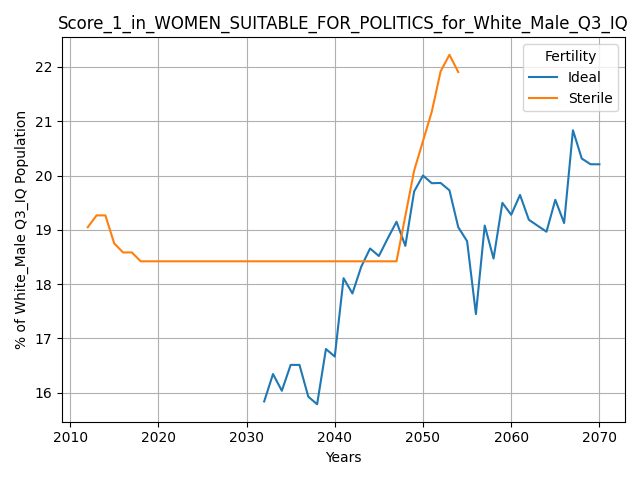 Score_1_in_WOMEN_SUITABLE_FOR_POLITICS_for_White_Male_Q3_IQ
Fertility
Ideal
Sterile
% of White_Male Q3_IQ Population
22
21
20
19
18
17
16
2010 2020 2030 2040 2050 2060 2070
Years